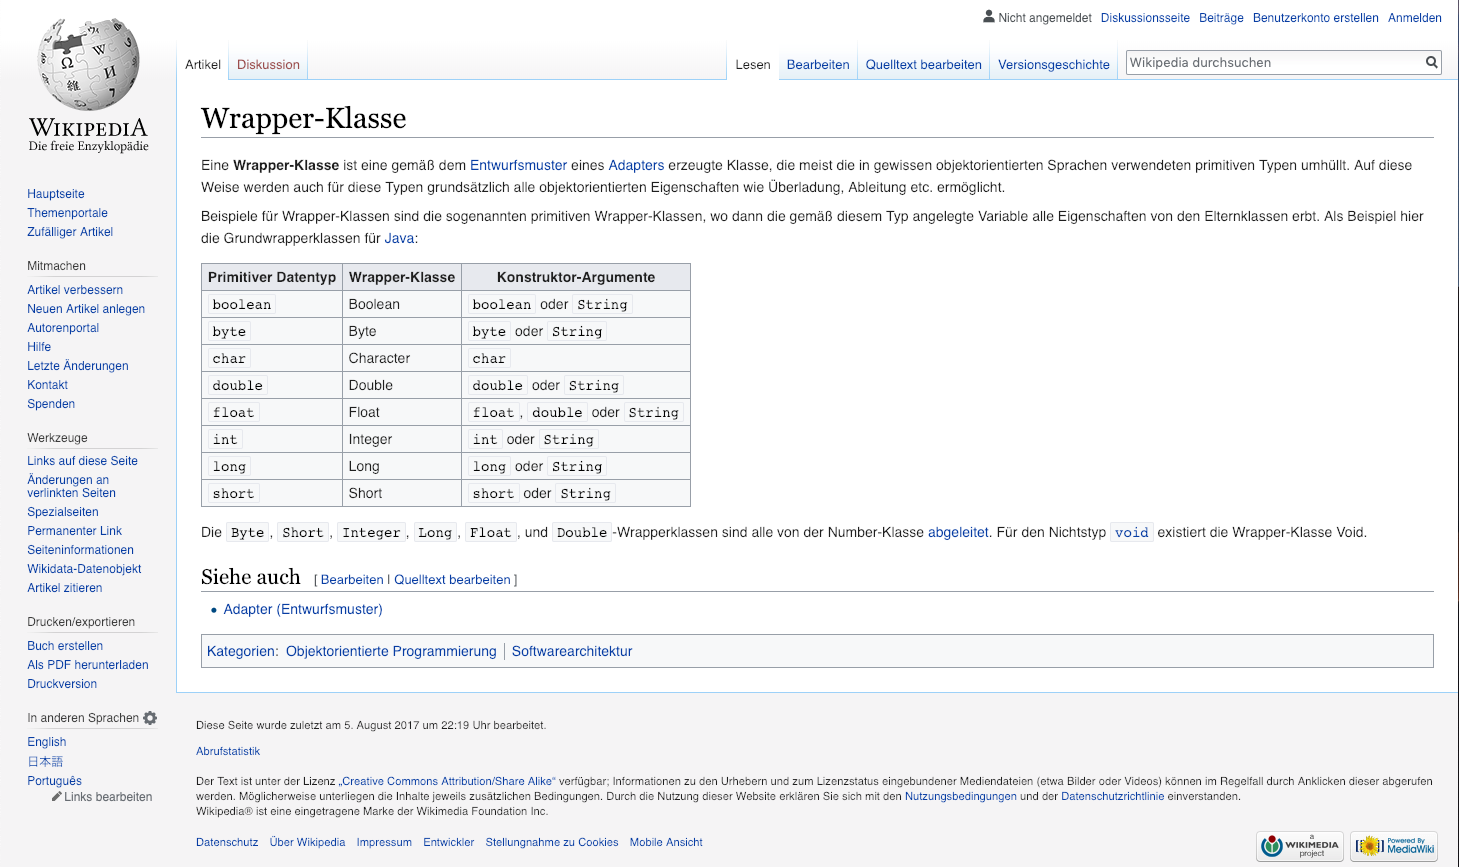 Nicht angemeldet Diskussionsseite Beiträge Benutzerkonto erstellen Anmelden
Artikel Diskussion Lesen Bearbeiten Quelltext bearbeiten Versionsgeschichte Wikipedia durchsuchen
Ω W И 維
WIKIPEDIA
Die freie Enzyklopädie
Hauptseite
Themenportale
Zufälliger Artikel
Mitmachen
Artikel verbessern
Neuen Artikel anlegen
Autorenportal
Hilfe
Letzte Änderungen
Kontakt
Spenden
Werkzeuge
Links auf diese Seite
Änderungen an
verlinkten Seiten
Spezialseiten
Permanenter Link
Seiteninformationen
Wikidata-Datenobjekt
Artikel zitieren
Drucken/exportieren
Buch erstellen
Als PDF herunterladen
Druckversion
In anderen Sprachen
English
日本語
Português
Links bearbeiten
Wrapper-Klasse
Eine Wrapper-Klasse ist eine gemäß dem Entwurfsmuster eines Adapters erzeugte Klasse, die meist die in gewissen objektorientierten Sprachen verwendeten primitiven Typen umhüllt. Auf diese
Weise werden auch für diese Typen grundsätzlich alle objektorientierten Eigenschaften wie Überladung, Ableitung etc. ermöglicht.
Beispiele für Wrapper-Klassen sind die sogenannten primitiven Wrapper-Klassen, wo dann die gemäß diesem Typ angelegte Variable alle Eigenschaften von den Elternklassen erbt. Als Beispiel hier
die Grundwrapperklassen für Java:
Primitiver Datentyp Wrapper-Klasse Konstruktor-Argumente
boolean Boolean boolean oder String
byte Byte byte oder String
char Character char
double Double double oder String
float Float float, double oder String
int Integer int oder String
long Long long oder String
short Short short oder String
Die Byte, Short, Integer, Long, Float, und Double-Wrapperklassen sind alle von der Number-Klasse abgeleitet. Für den Nichtstyp void existiert die Wrapper-Klasse Void.
Siehe auch [ Bearbeiten | Quelltext bearbeiten ]
• Adapter (Entwurfsmuster)
Kategorien: Objektorientierte Programmierung | Softwarearchitektur
Diese Seite wurde zuletzt am 5. August 2017 um 22:19 Uhr bearbeitet.
Abrufstatistik
Der Text ist unter der Lizenz „Creative Commons Attribution/Share Alike“ verfügbar; Informationen zu den Urhebern und zum Lizenzstatus eingebundener Mediendateien (etwa Bilder oder Videos) können im Regelfall durch Anklicken dieser abgerufen
werden. Möglicherweise unterliegen die Inhalte jeweils zusätzlichen Bedingungen. Durch die Nutzung dieser Website erklären Sie sich mit den Nutzungsbedingungen und der Datenschutzrichtlinie einverstanden.
Wikipedia® ist eine eingetragene Marke der Wikimedia Foundation Inc.
Datenschutz Über Wikipedia Impressum Entwickler Stellungnahme zu Cookies Mobile Ansicht
a
WIKIMEDIA
project
Powered By
MediaWiki